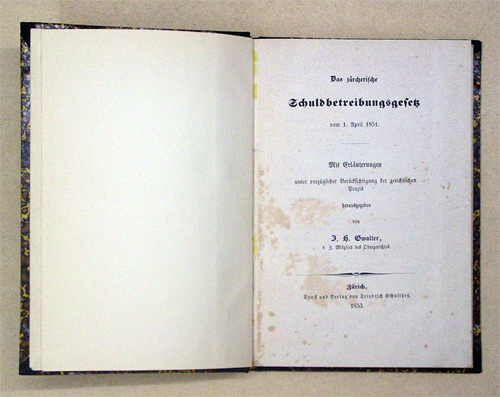 Das zürcherische
Schuldbetreibungsgesetz
vom 1. April 1851.
Mit Erläuterungen
unter vorzüglicher Berücksichtigung der gerichtlichen
Praxis
herausgegeben
von
J. H. Gwalter,
d. Z. Mitglied des Obergerichtes.
Zürich,
Druck und Verlag von Friedrich Schultheß.
1853.